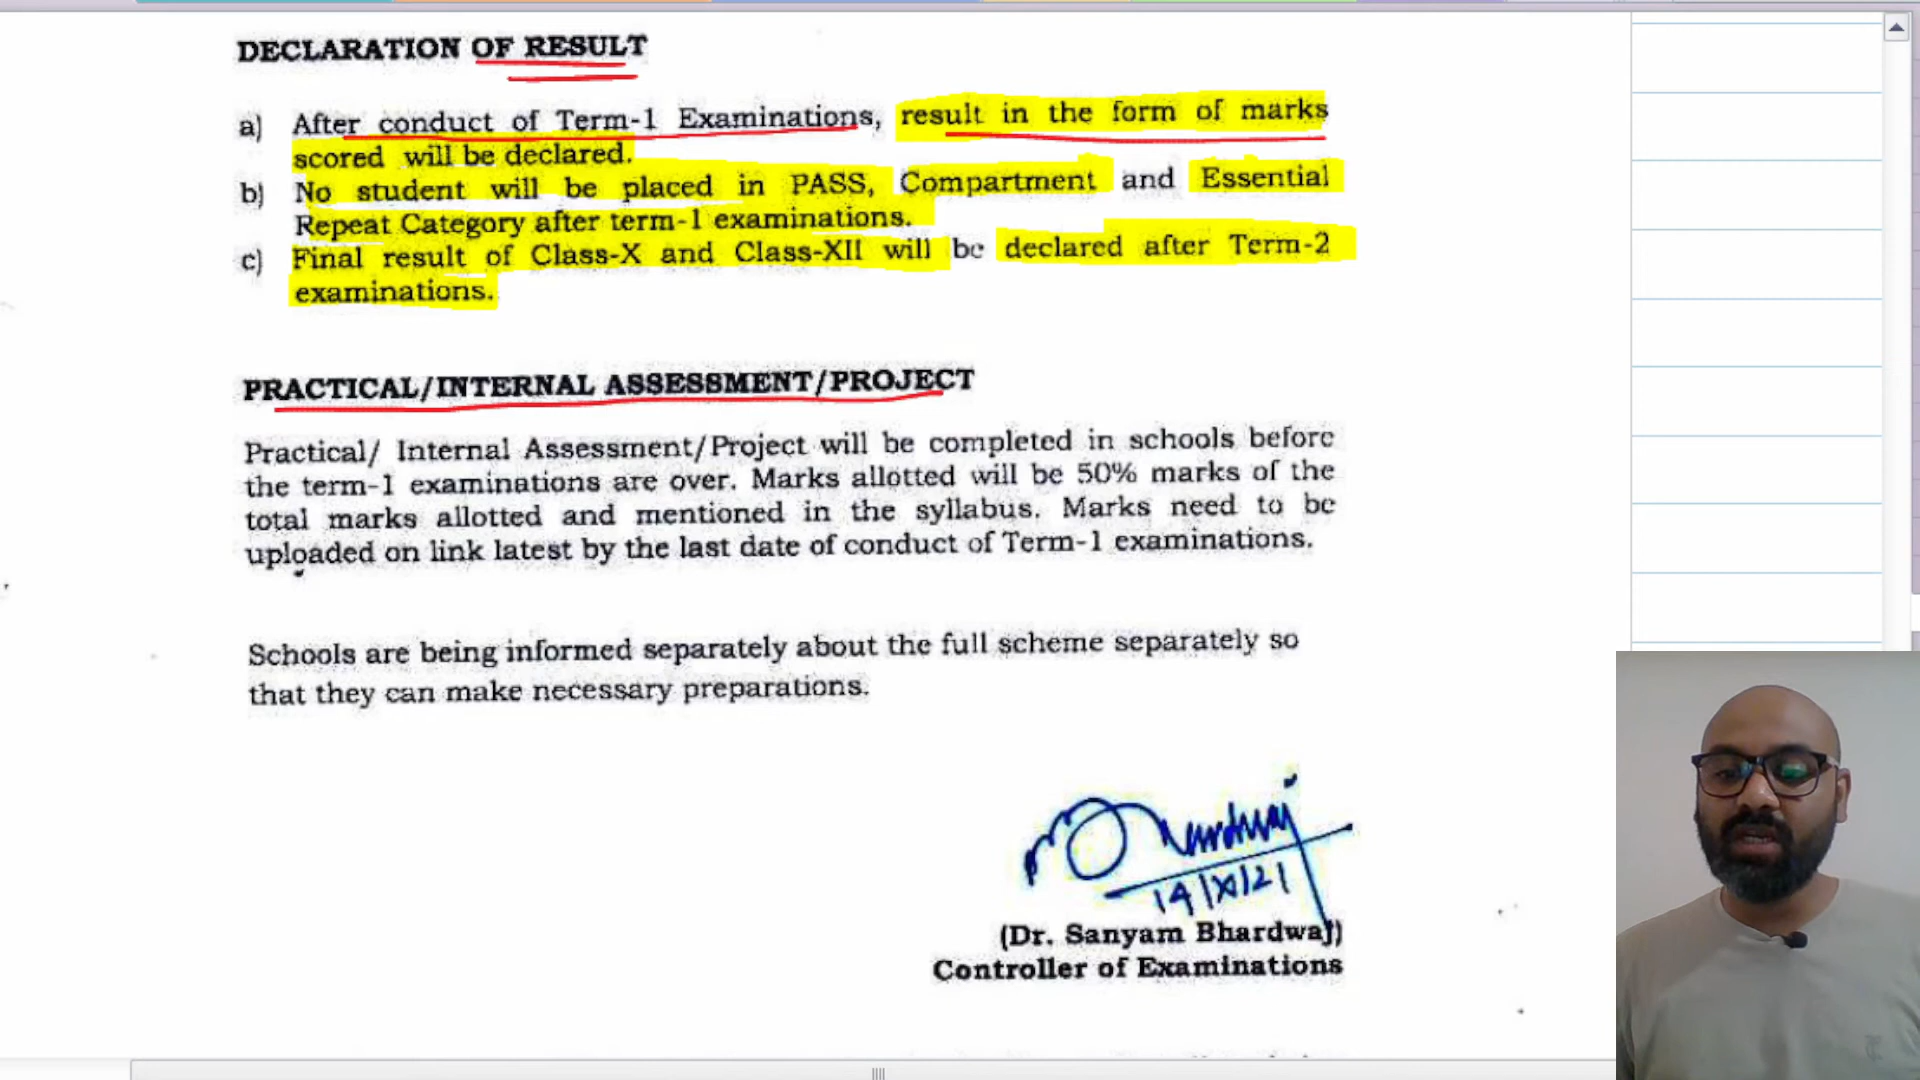 DECLARATION OF RESULT
a) After conduct of Term-1 Examinations, result in the form of marks
scored will be declared.
b) No student will be placed in PASS, Compartment and Essential
Repeat Category after term-1 examinations.
c) Final result of Class-X and Class-XII will be declared after Term-2
examinations.
PRACTICAL/INTERNAL ASSESSMENT/PROJECT
Practical/ Internal Assessment/Project will be completed in schools before
the term-1 examinations are over. Marks allotted will be 50% marks of the
total marks allotted and mentioned in the syllabus. Marks need to be
uploaded on link latest by the last date of conduct of Term-1 examinations.
Schools are being informed separately about the full scheme separately so
that they can make necessary preparations.
14/X/21
(Dr. Sanyam Bhardwaj)
Controller of Examinations